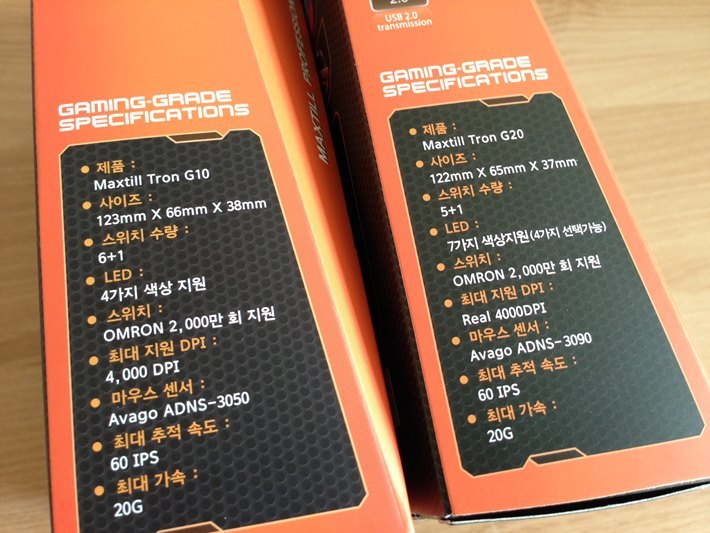 GAMING-GRADE
SPECIFICATIONS
제품 :
Maxtill Tron G10
사이즈 :
123mm X 66mm X 38mm
스위치 수량 :
6+1
LED :
4가지 색상 지원
스위치 :
OMRON 2,000만 회 지원
최대 지원 DPI :
4,000 DPI
마우스 센서 :
Avago ADNS-3050
최대 추적 속도 :
60 IPS
최대 가속 :
20G
MAXTILL PROFESSION
2.0
USB 2.0
transmission
GAMING-GRADE
SPECIFICATIONS
제품 :
Maxtill Tron G20
사이즈 :
122mm X 65mm X 37mm
스위치 수량 :
5+1
LED :
7가지 색상지원(4가지 선택가능)
스위치 :
OMRON 2,000만 회 지원
최대 지원 DPI :
Real 4000DPI
마우스 센서 :
Avago ADNS-3090
최대 추적 속도 :
60 IPS
최대 가속 :
20G